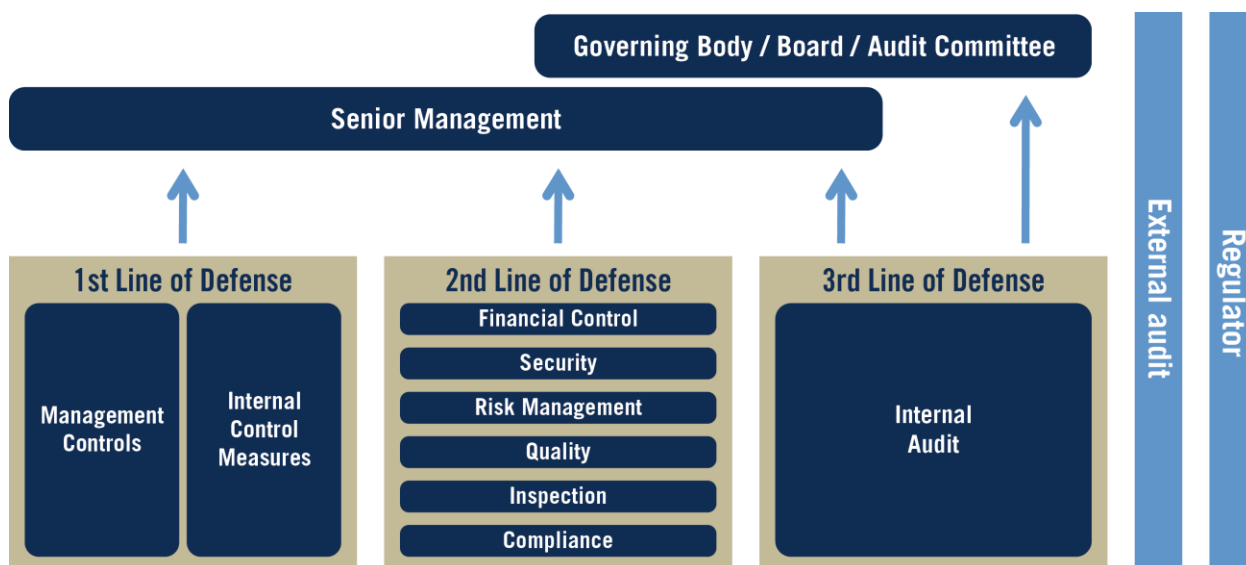 Governing Body / Board / Audit Committee
Senior Management
1st Line of Defense
Management
Controls
Internal
Control
Measures
2nd Line of Defense
Financial Control
Security
Risk Management
Quality
Inspection
Compliance
3rd Line of Defense
Internal
Audit
External audit
Regulator